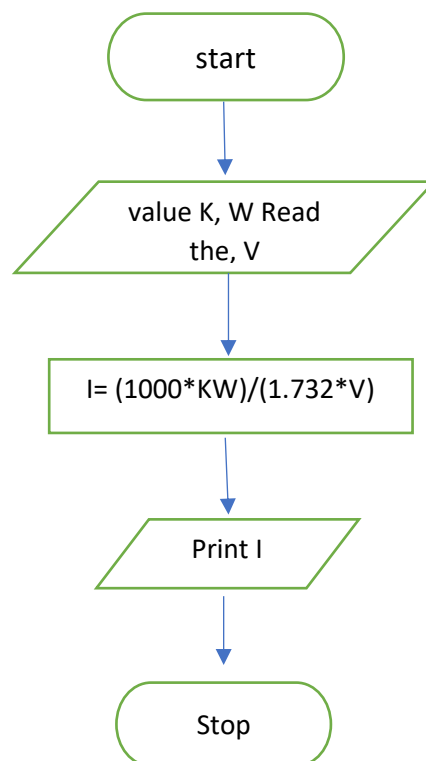 start
value K, W Read
the, V
I= (1000*KW)/(1.732*V)
Print I
Stop